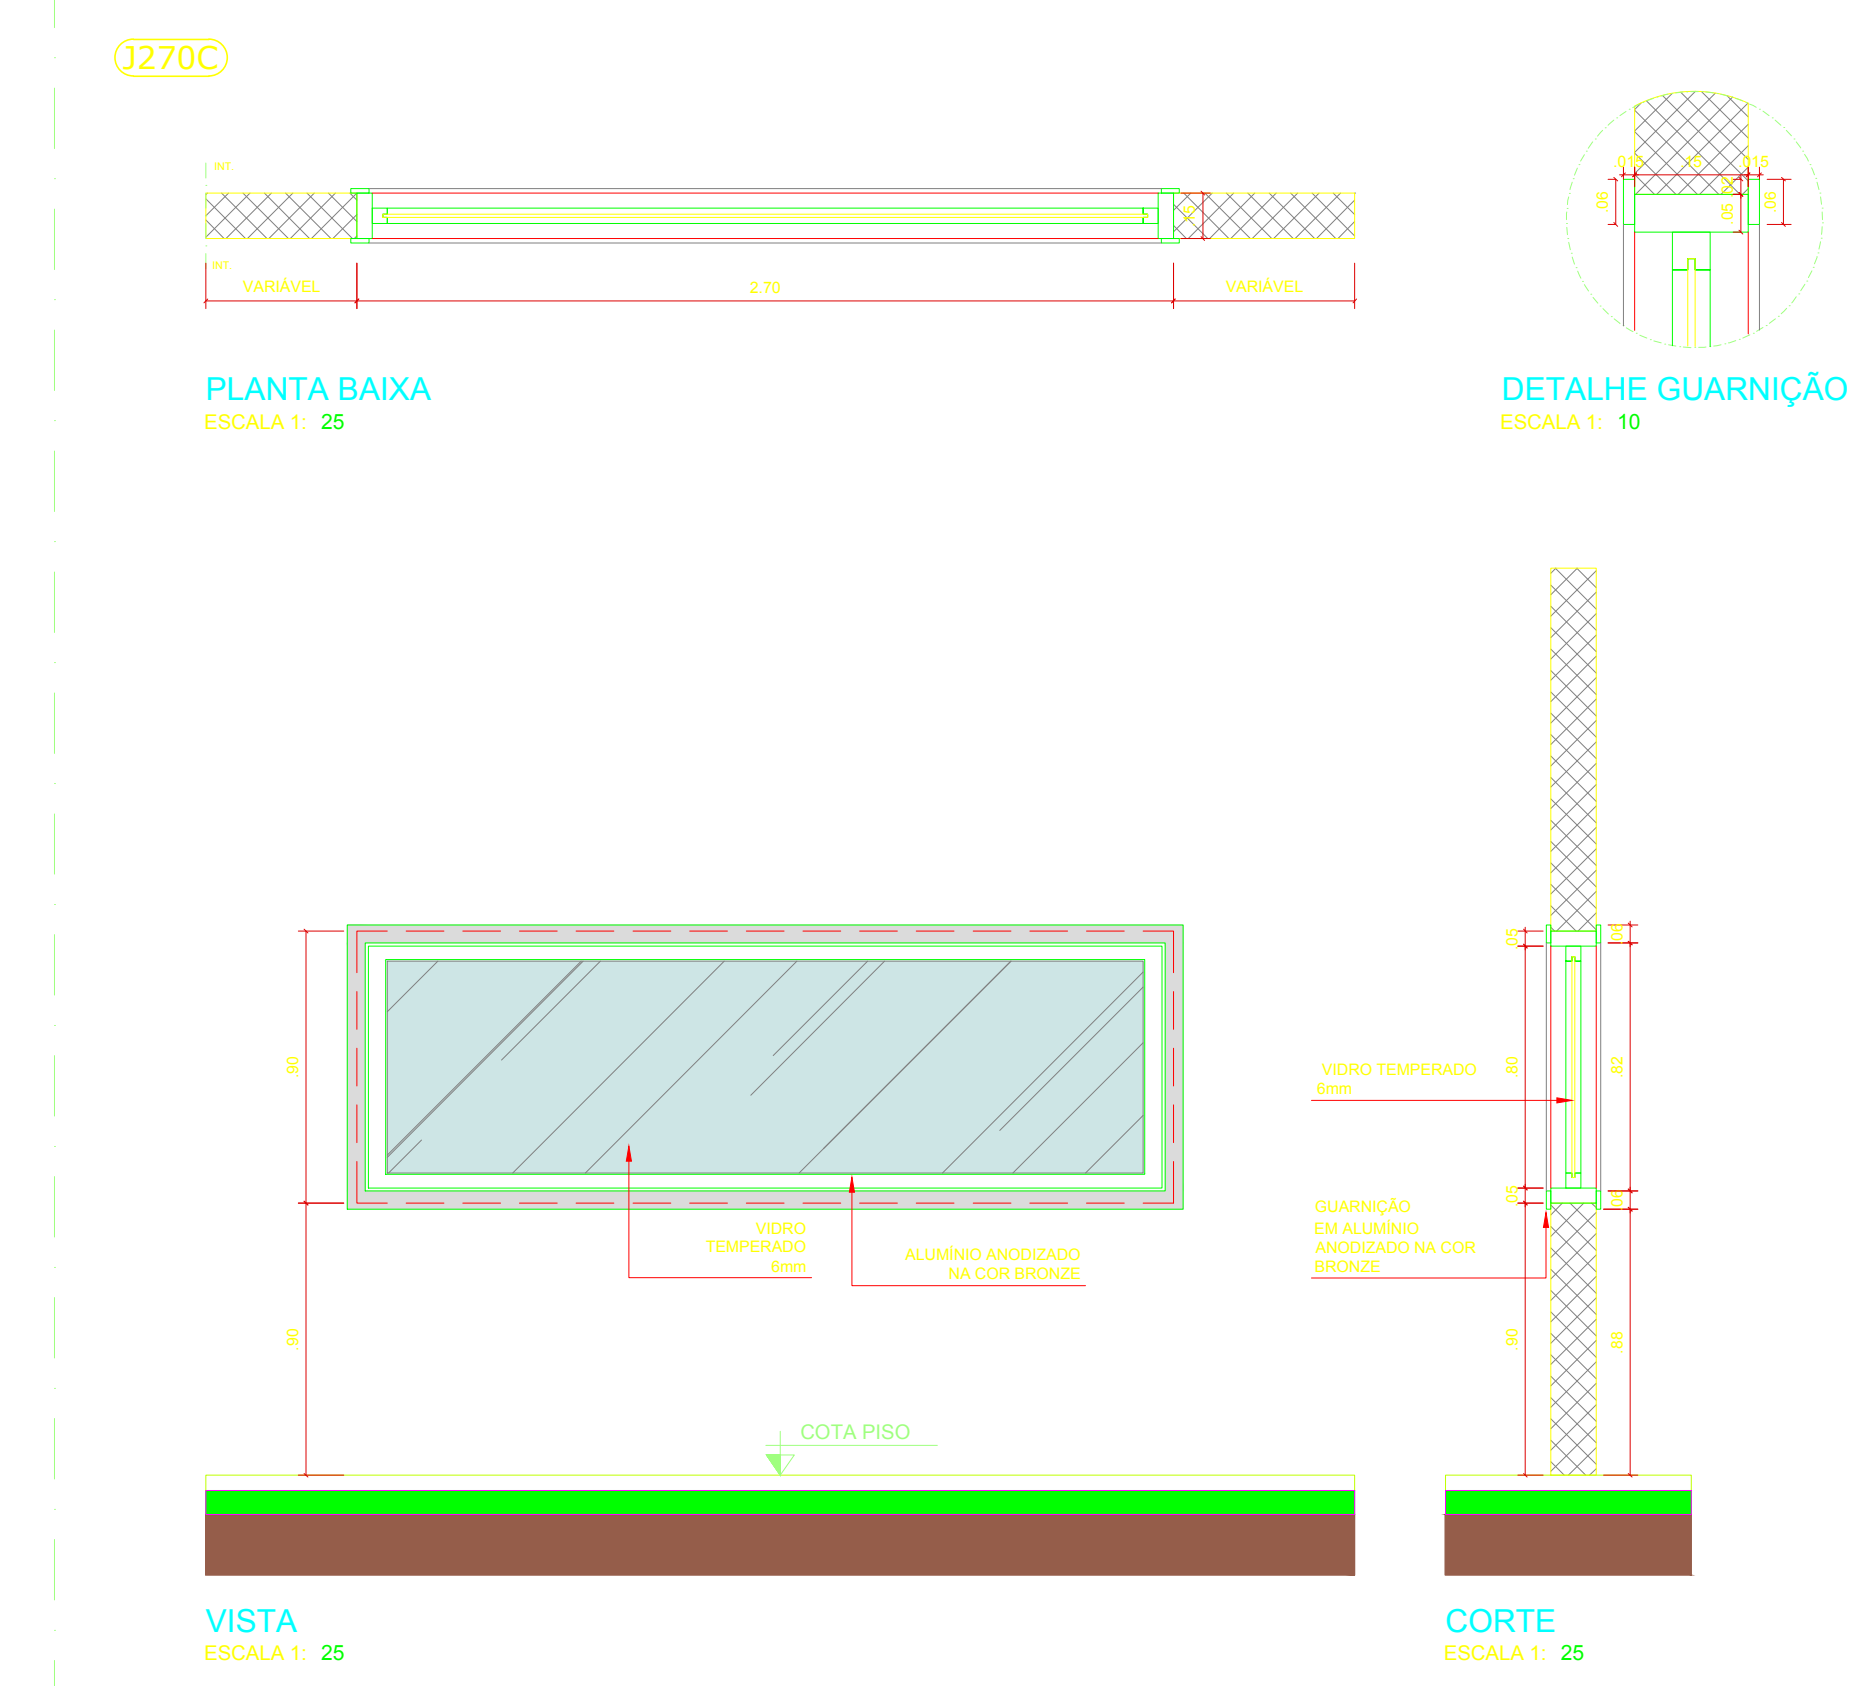 J270C
INT.
INT.
VARIÁVEL
2.70
VARIÁVEL
.15
PLANTA BAIXA
ESCALA 1: 25
.015
.15
.015
.06
.02
.05
.06
DETALHE GUARNIÇÃO
ESCALA 1: 10
.90
.90
VIDRO
TEMPERADO
6mm
ALUMÍNIO ANODIZADO
NA COR BRONZE
COTA PISO
VISTA
ESCALA 1: 25
.05
.06
.80
.82
VIDRO TEMPERADO
6mm
.05
.06
GUARNIÇÃO
EM ALUMÍNIO
ANODIZADO NA COR
BRONZE
.90
.88
CORTE
ESCALA 1: 25